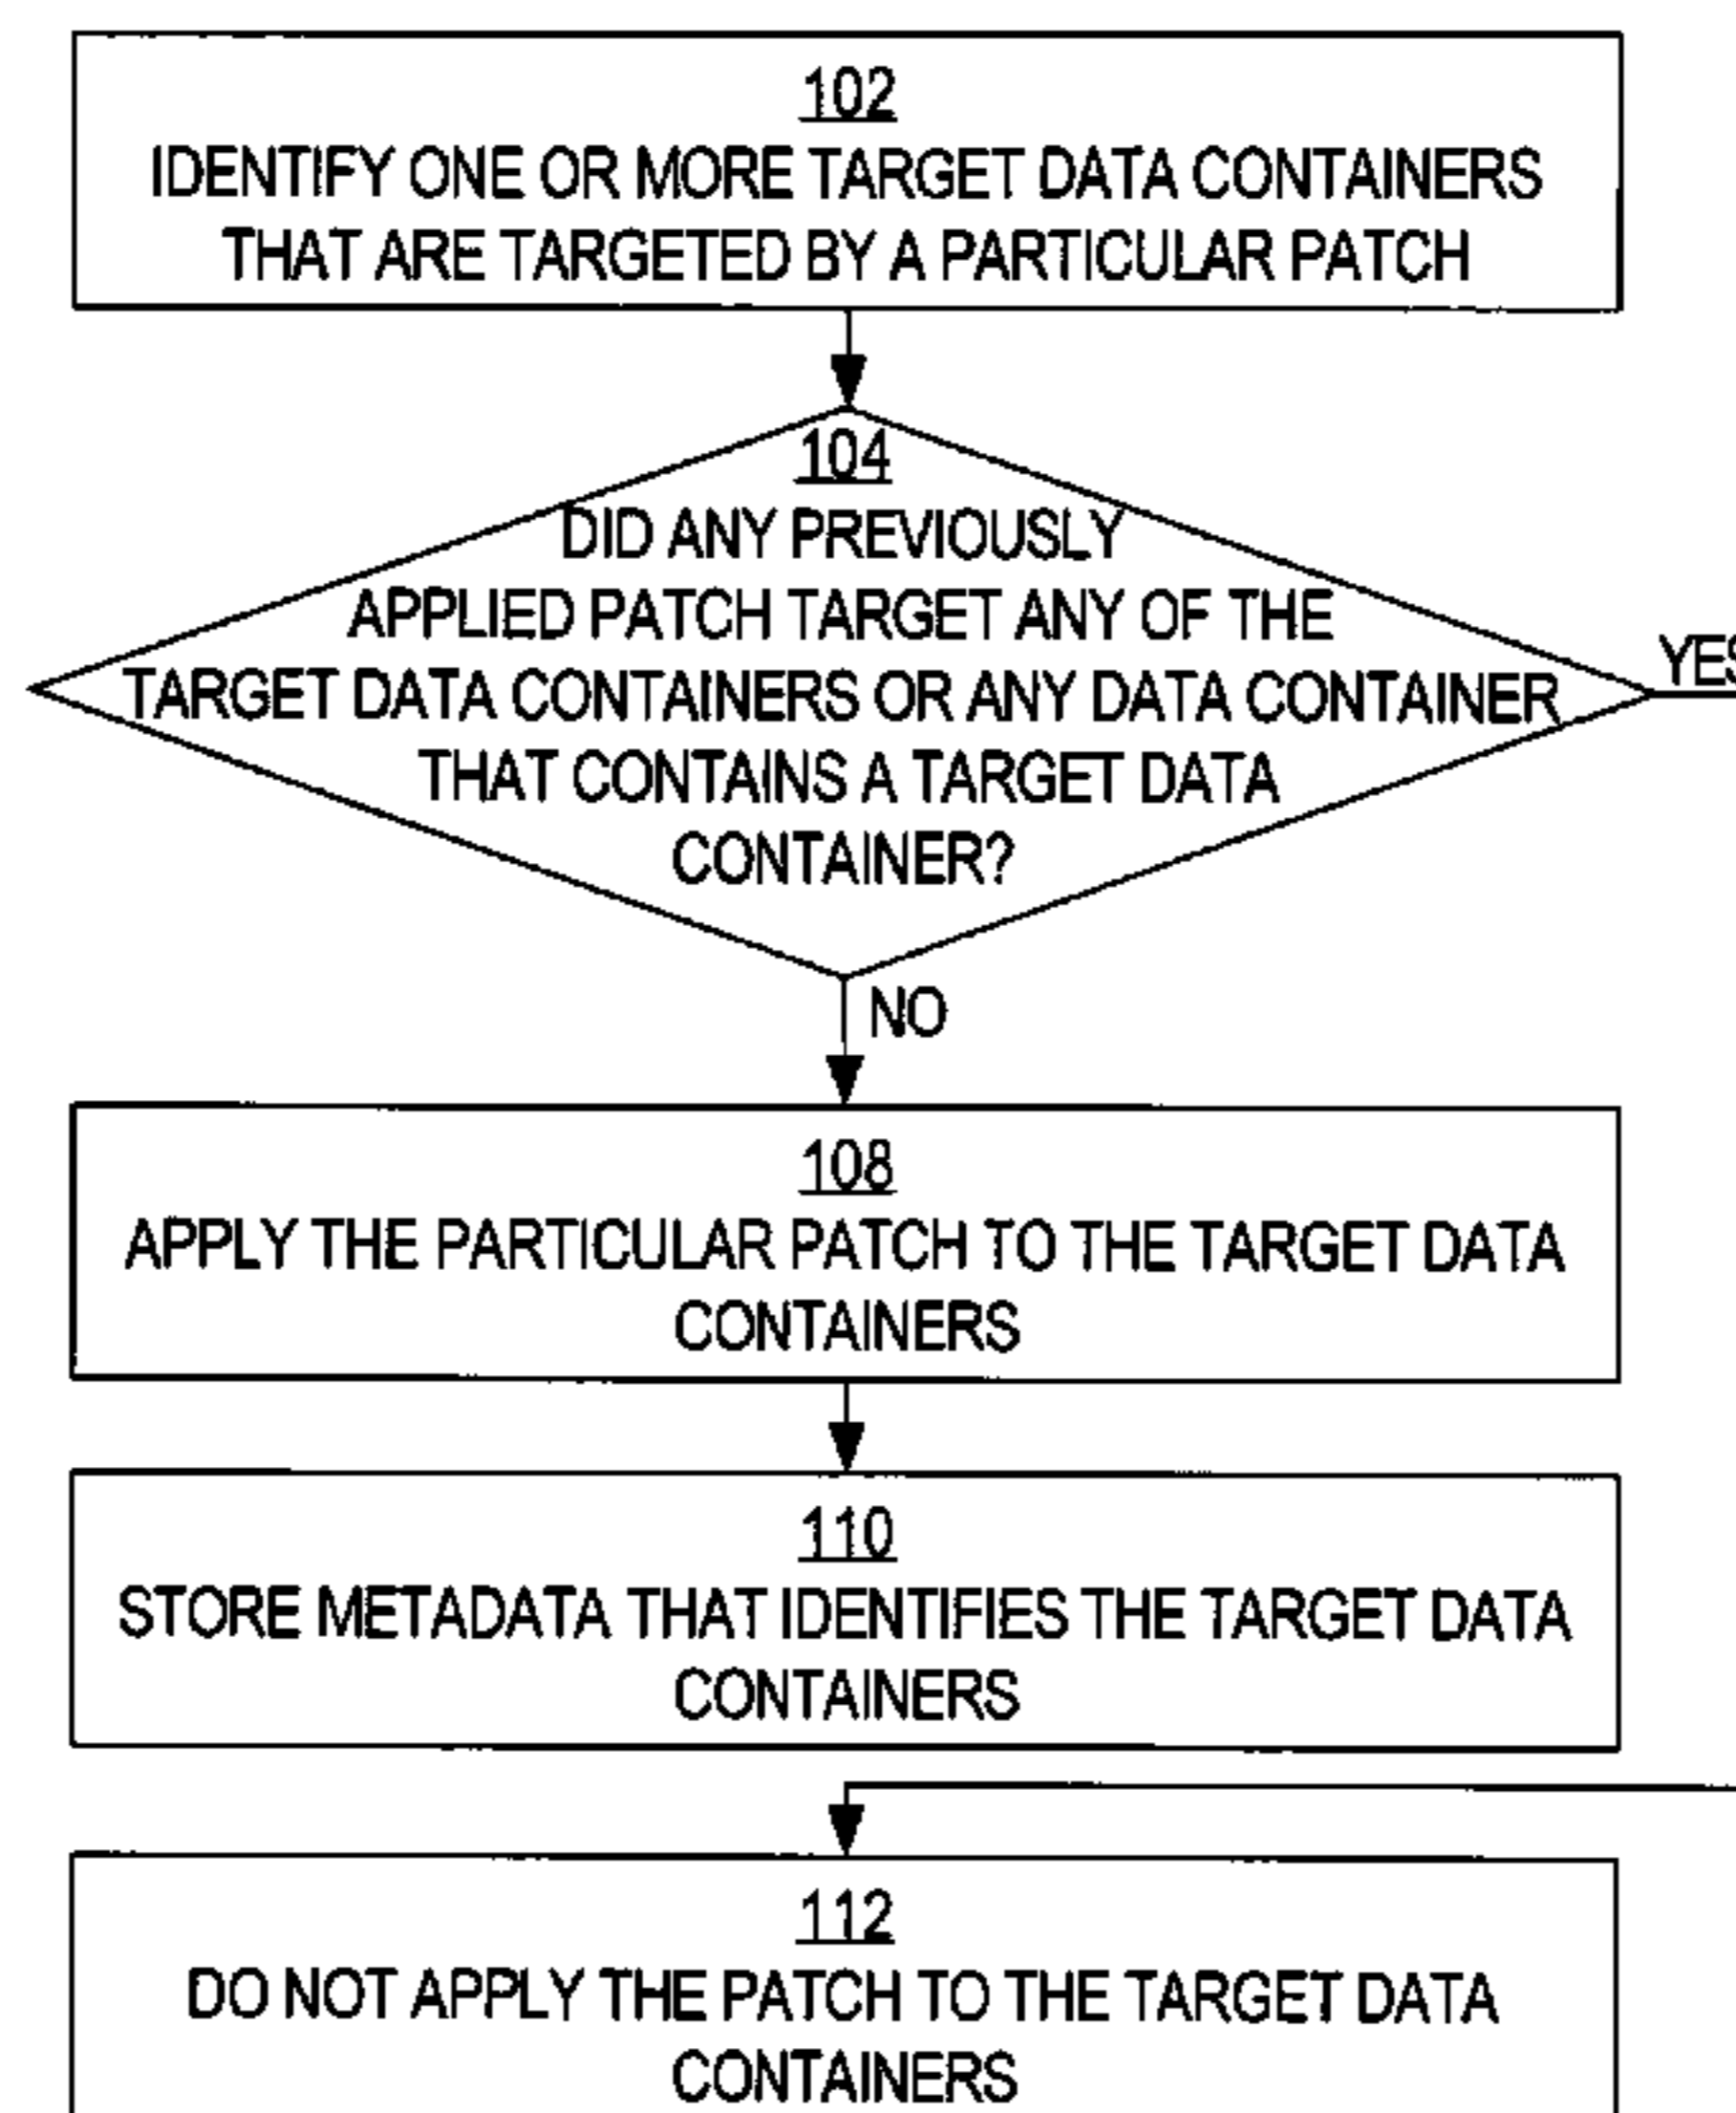 102
IDENTIFY ONE OR MORE TARGET DATA CONTAINERS
THAT ARE TARGETED BY A PARTICULAR PATCH
104
DID ANY PREVIOUSLY
APPLIED PATCH TARGET ANY OF THE
TARGET DATA CONTAINERS OR ANY DATA CONTAINER
THAT CONTAINS A TARGET DATA
CONTAINER?
YES
NO
108
APPLY THE PARTICULAR PATCH TO THE TARGET DATA
CONTAINERS
110
STORE METADATA THAT IDENTIFIES THE TARGET DATA
CONTAINERS
112
DO NOT APPLY THE PATCH TO THE TARGET DATA
CONTAINERS